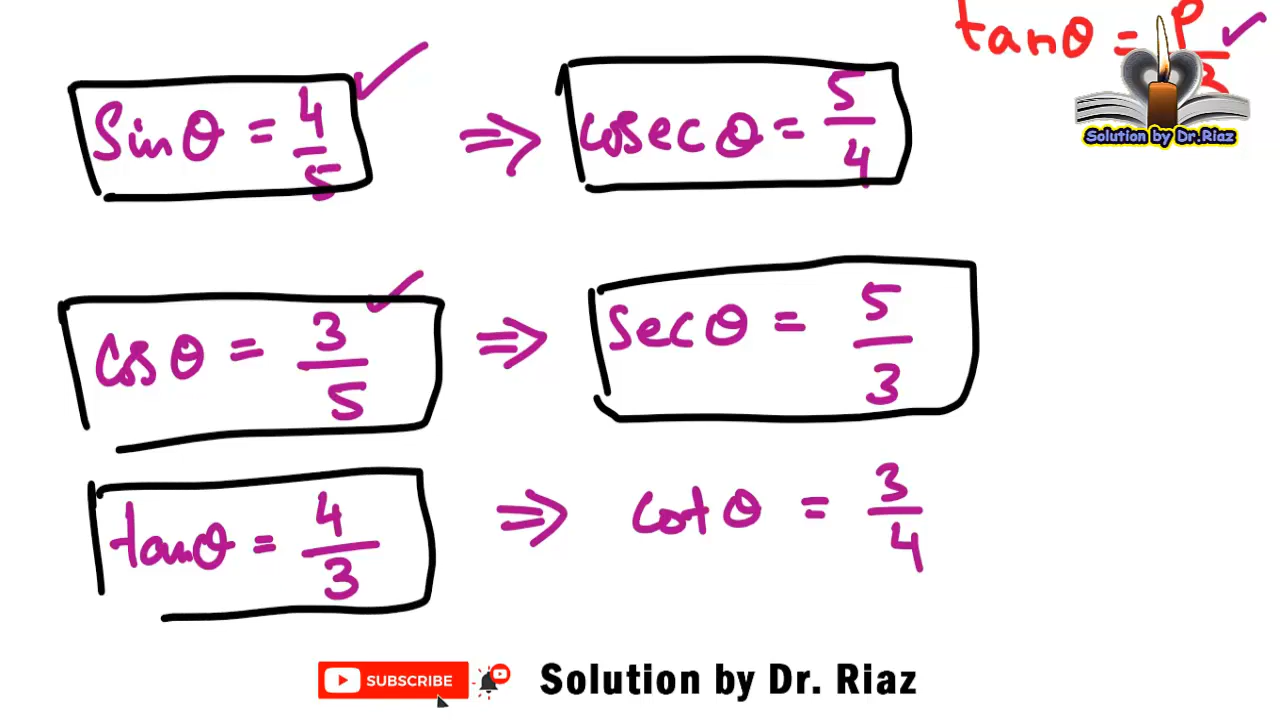 tanθ = P
Solution by Dr.Riaz
Sinθ = 4/5 ⇒ cosecθ = 5/4
cosθ = 3/5 ⇒ secθ = 5/3
tanθ = 4/3 ⇒ cotθ = 3/4
SUBSCRIBE
Solution by Dr. Riaz